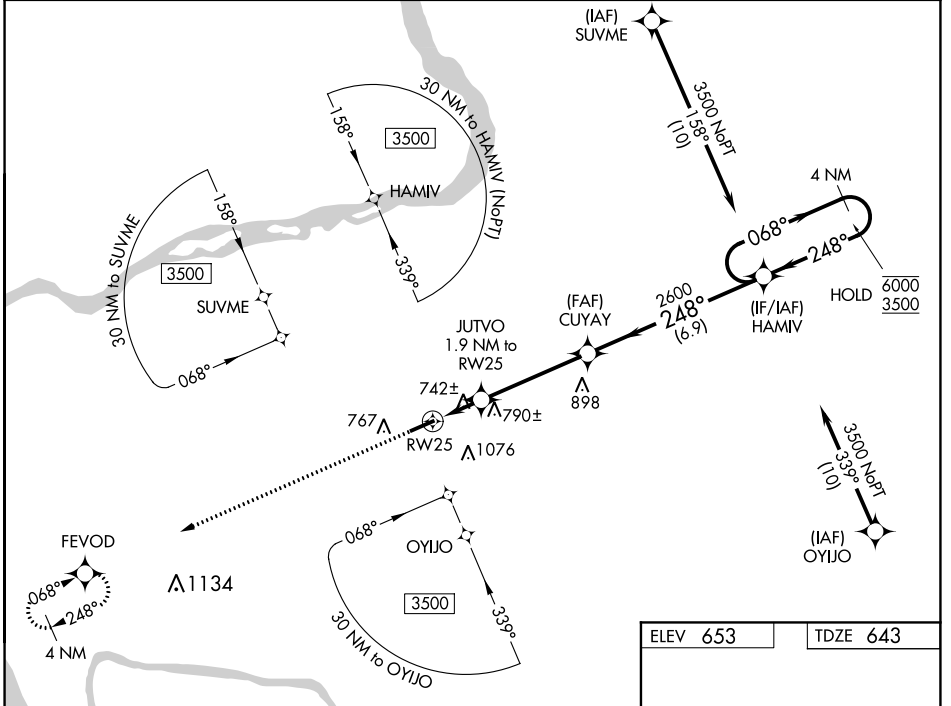 (IAF)
SUVME
3500 NoPT
158°
(10)
30 NM to HAMIV (NoPT)
158°
3500
HAMIV
339°
4 NM
068°
248°
HOLD
6000
3500
(IF/IAF)
HAMIV
30 NM to SUVME
158°
3500
SUVME
068°
2600
248°
(6.9)
(FAF)
CUYAY
JUTVO
1.9 NM to
RW25
898
742±
790±
767
RW25
1076
3500 NoPT
339°
(10)
(IAF)
OYIJO
FEVOD
068°
248°
4 NM
1134
068°
OYIJO
3500
339°
30 NM to OYIJO
ELEV 653
TDZE 643